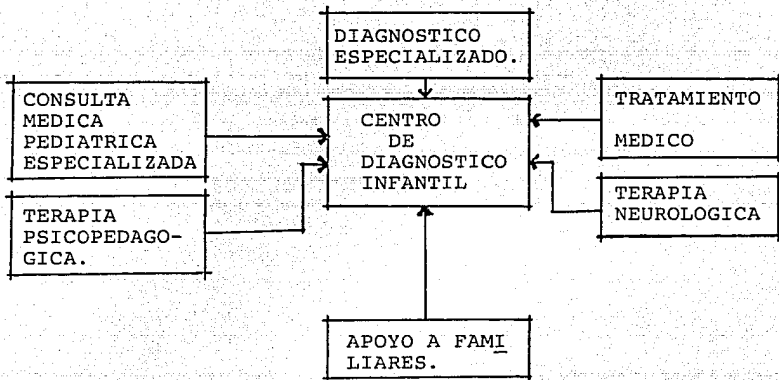 DIAGNOSTICO
ESPECIALIZADO.
CONSULTA
MEDICA
PEDIATRICA
ESPECIALIZADA
CENTRO
DE
DIAGNOSTICO
INFANTIL
TRATAMIENTO
MEDICO
TERAPIA
PSICOPEDAGO-
GICA.
TERAPIA
NEUROLOGICA
APOYO A FAMI
LIARES.